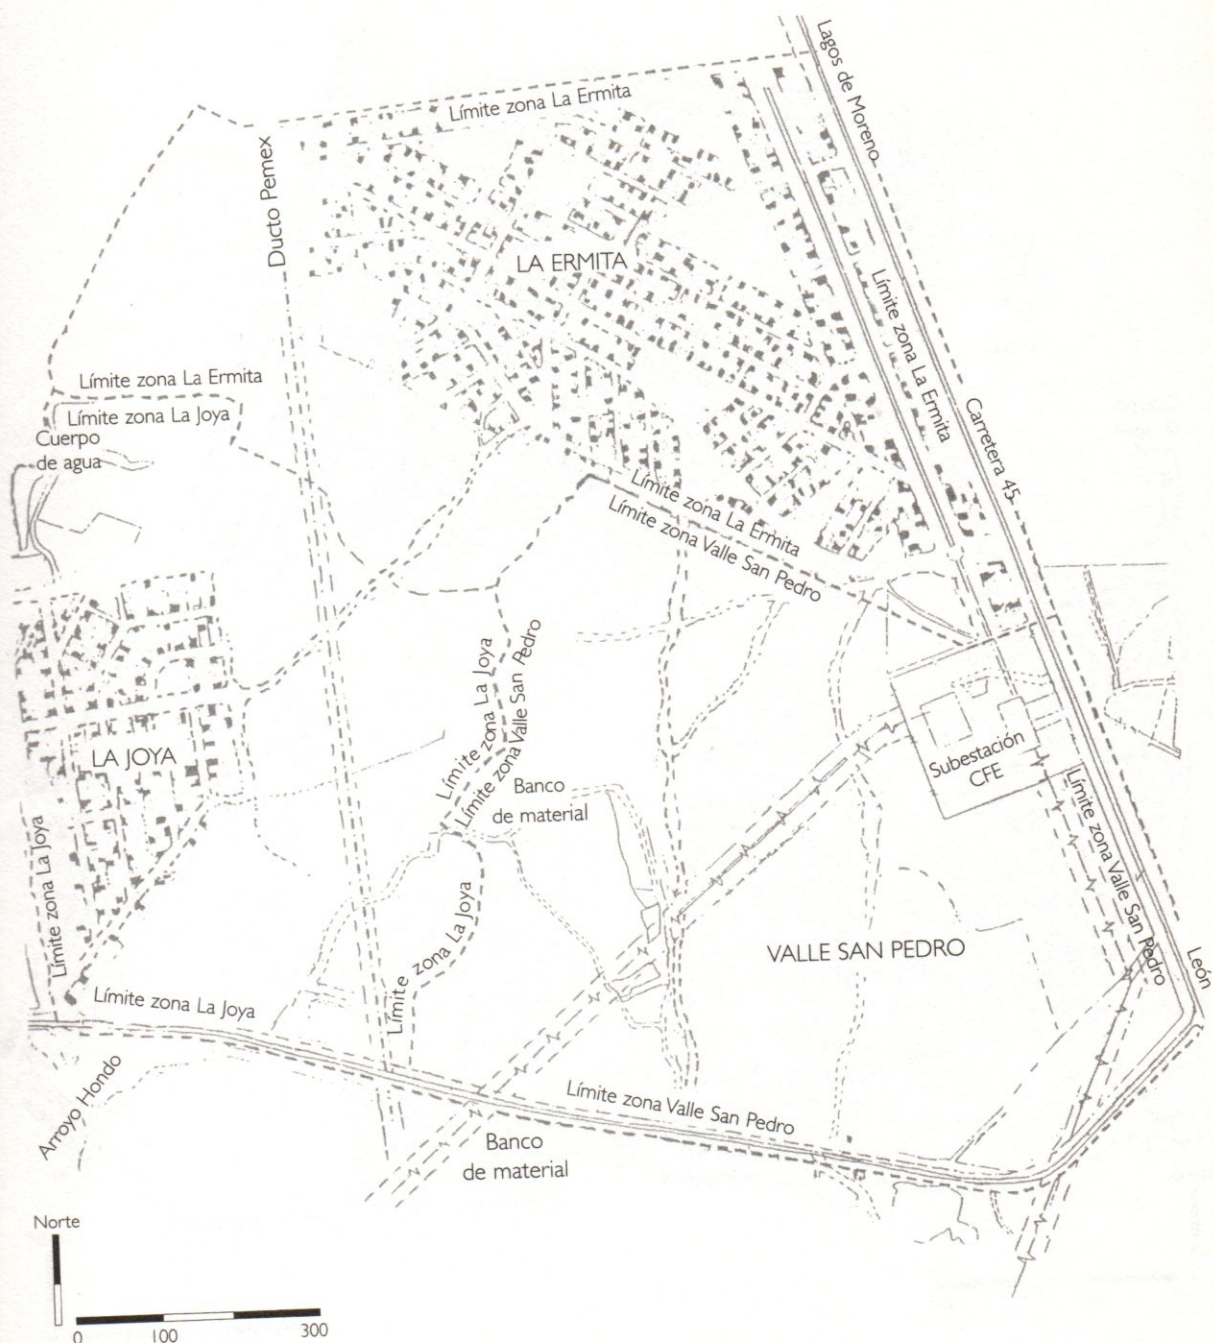 Lagos de Moreno
Límite zona La Ermita
Ducto Pemex
LA ERMITA
Límite zona La Ermita
Límite zona La Ermita
Límite zona La Joya
Cuerpo
de agua
Carretera 45
Límite zona La Ermita
Límite zona Valle San Pedro
Límite zona La Joya
Límite zona Valle San Pedro
LA JOYA
Subestación
CFE
Banco
de material
Límite zona La Joya
Límite zona Valle San Pedro
Límite zona La Joya
VALLE SAN PEDRO
León
Límite zona La Joya
Arroyo Hondo
Límite zona Valle San Pedro
Banco
de material
Norte
0 100 300